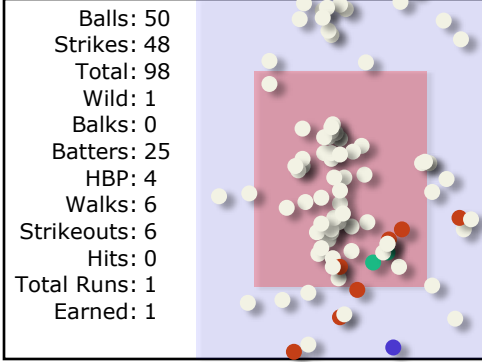 Balls: 50
Strikes: 48
Total: 98
Wild: 1
Balks: 0
Batters: 25
HBP: 4
Walks: 6
Strikeouts: 6
Hits: 0
Total Runs: 1
Earned: 1